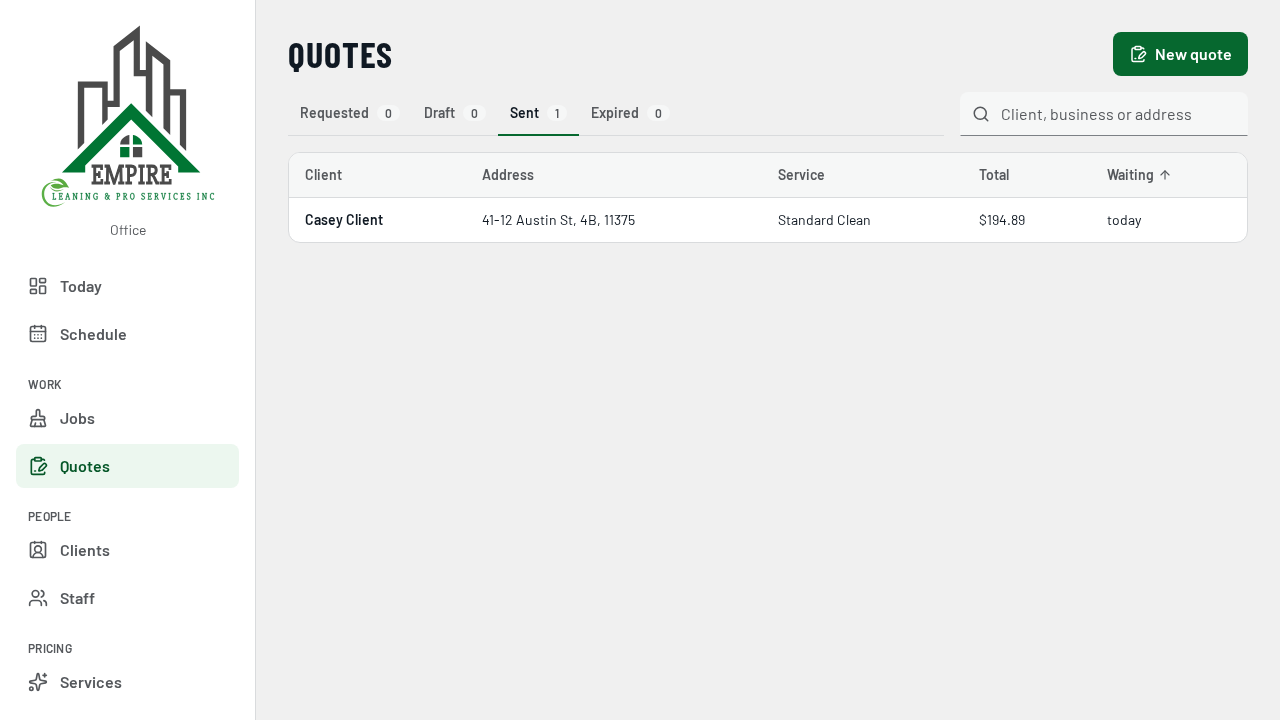 EMPIRE
LEANING & PRO SERVICES INC
Office
Today
Schedule
WORK
Jobs
Quotes
PEOPLE
Clients
Staff
PRICING
Services
QUOTES
New quote
Requested 0 Draft 0 Sent 1 Expired 0
Client, business or address
Client Address Service Total Waiting ↑
Casey Client 41-12 Austin St, 4B, 11375 Standard Clean $194.89 today